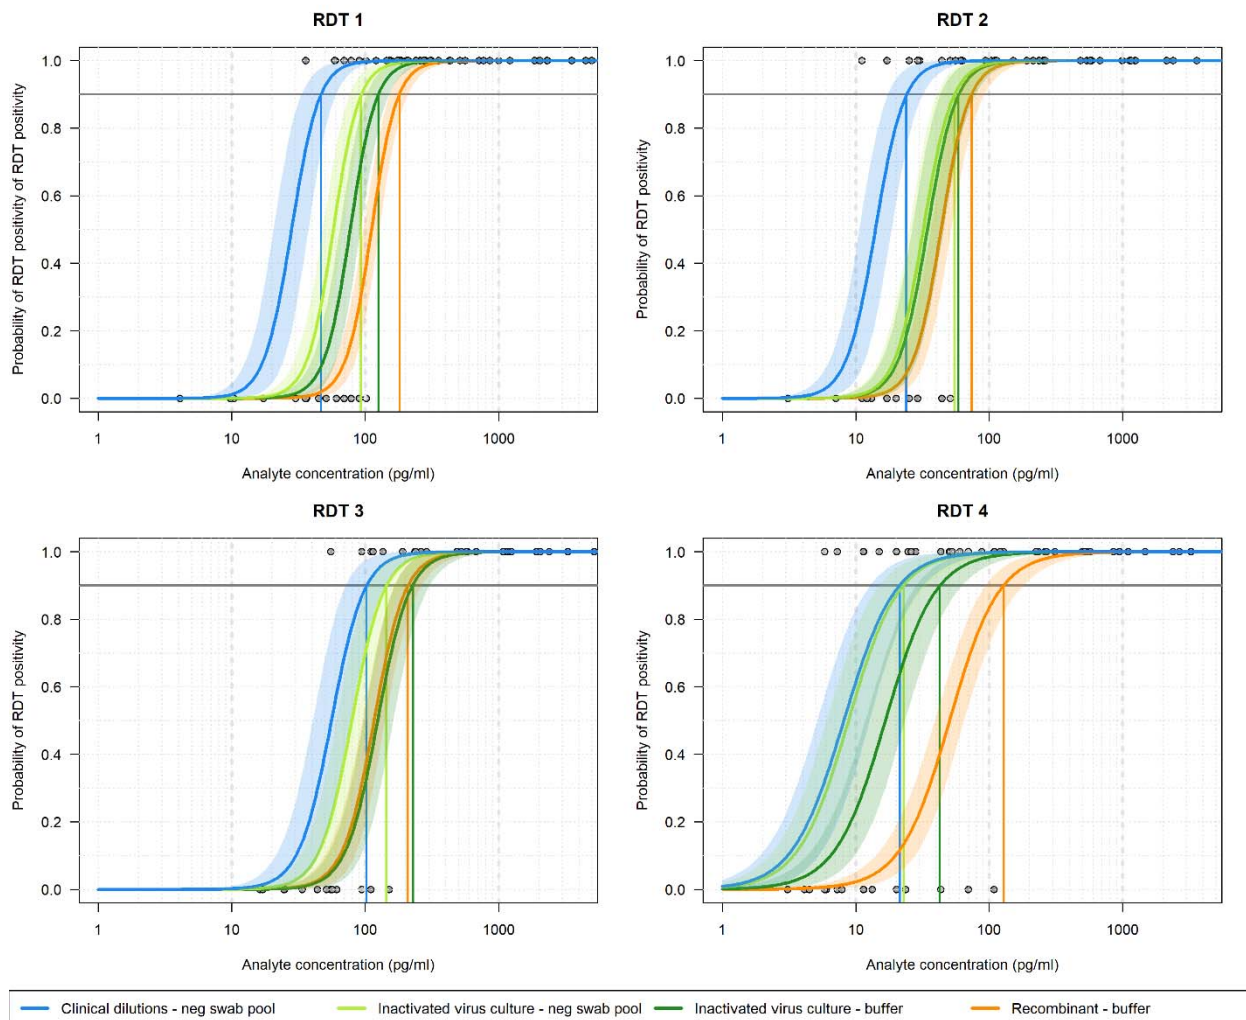 RDT 1
Probability of RDT positivity
1.0
0.8
0.6
0.4
0.2
0.0
1
10
100
1000
Analyte concentration (pg/ml)
RDT 2
Probability of RDT positivity
1.0
0.8
0.6
0.4
0.2
0.0
1
10
100
1000
Analyte concentration (pg/ml)
RDT 3
Probability of RDT positivity
1.0
0.8
0.6
0.4
0.2
0.0
1
10
100
1000
Analyte concentration (pg/ml)
RDT 4
Probability of RDT positivity
1.0
0.8
0.6
0.4
0.2
0.0
1
10
100
1000
Analyte concentration (pg/ml)
Clinical dilutions - neg swab pool
Inactivated virus culture - neg swab pool
Inactivated virus culture - buffer
Recombinant - buffer